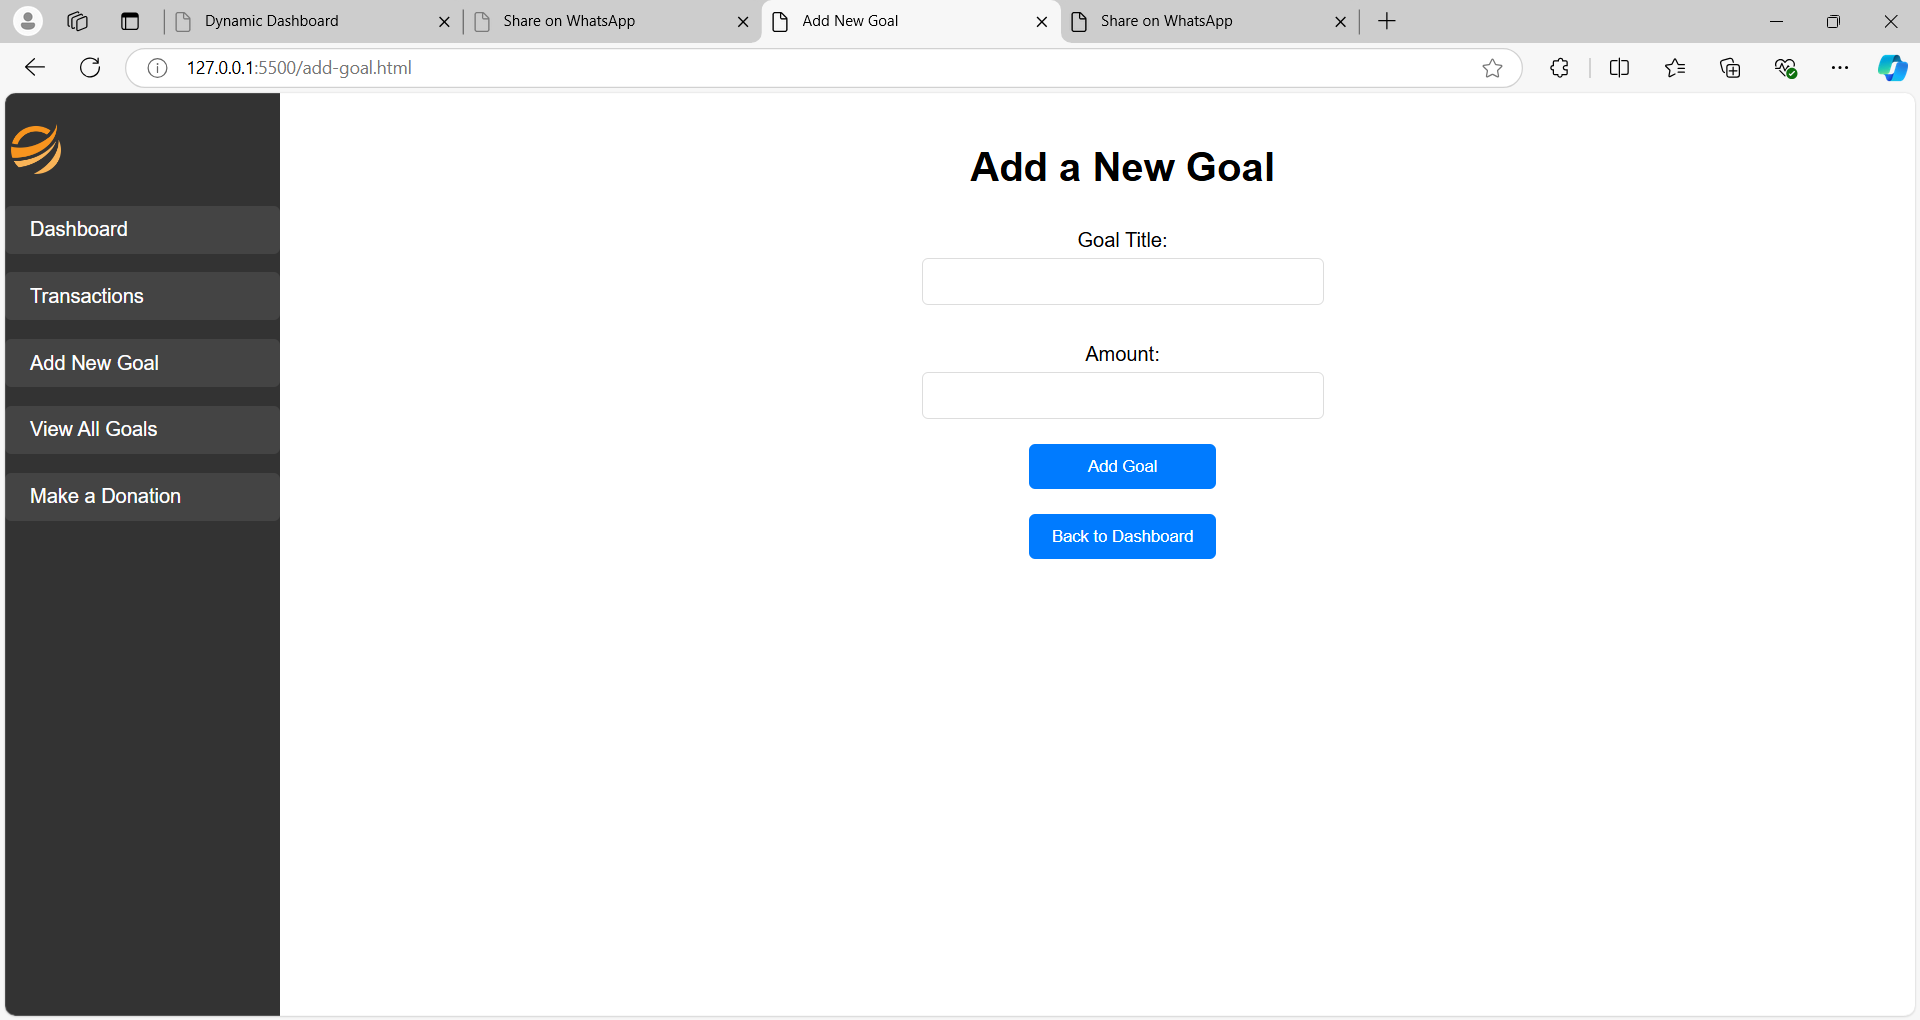 Dynamic Dashboard
Share on WhatsApp
Add New Goal
Share on WhatsApp
127.0.0.1:5500/add-goal.html
Dashboard
Transactions
Add New Goal
View All Goals
Make a Donation
Add a New Goal
Goal Title:
Amount:
Add Goal
Back to Dashboard